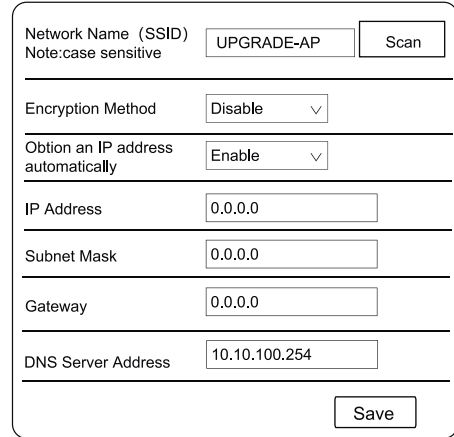 Network Name (SSID)
Note:case sensitive
UPGRADE-AP
Scan
Encryption Method
Disable
Obtion an IP address
automatically
Enable
IP Address
0.0.0.0
Subnet Mask
0.0.0.0
Gateway
0.0.0.0
DNS Server Address
10.10.100.254
Save